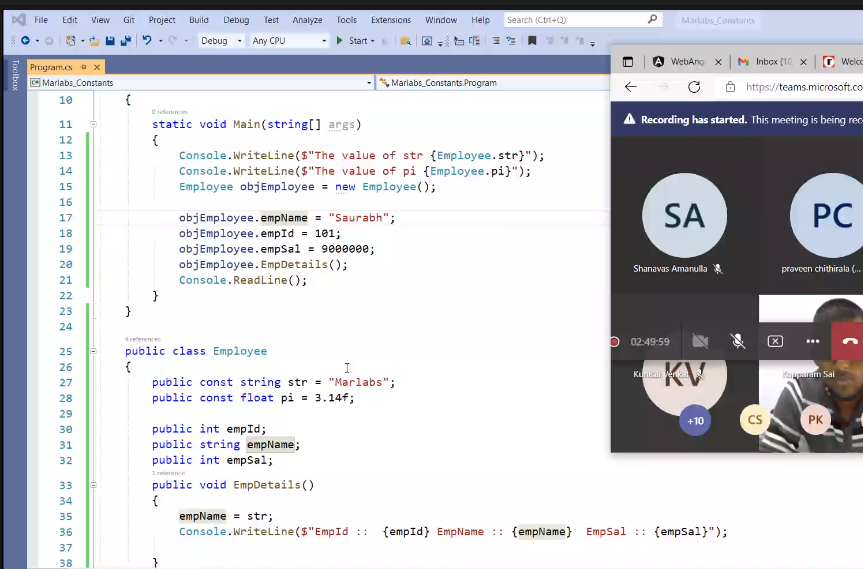 File Edit View Git Project Build Debug Test Analyze Tools Extensions Window Help Search (Ctrl+Q) Marlabs_Constants
Debug Any CPU Start
Program.cs
Marlabs_Constants Marlabs_Constants.Program
Toolbox
10 {
0 references
11 static void Main(string[] args)
12 {
13 Console.WriteLine($"The value of str {Employee.str}");
14 Console.WriteLine($"The value of pi {Employee.pi}");
15 Employee objEmployee = new Employee();
16
17 objEmployee.empName = "Saurabh";
18 objEmployee.empId = 101;
19 objEmployee.empSal = 9000000;
20 objEmployee.EmpDetails();
21 Console.ReadLine();
22 }
23 }
24
4 references
25 public class Employee
26 {
27 public const string str = "Marlabs";
28 public const float pi = 3.14f;
29
30 public int empId;
31 public string empName;
32 public int empSal;
1 reference
33 public void EmpDetails()
34 {
35 empName = str;
36 Console.WriteLine($"EmpId :: {empId} EmpName :: {empName} EmpSal :: {empSal}");
37
38 }
WebAng Inbox (10 Welco
https://teams.microsoft.co
Recording has started. This meeting is being rec
SA
PC
Shanavas Amanulla
praveen chithirala (...
02:49:59
KV
Venkat
Kupparam Sai
+10
CS
PK